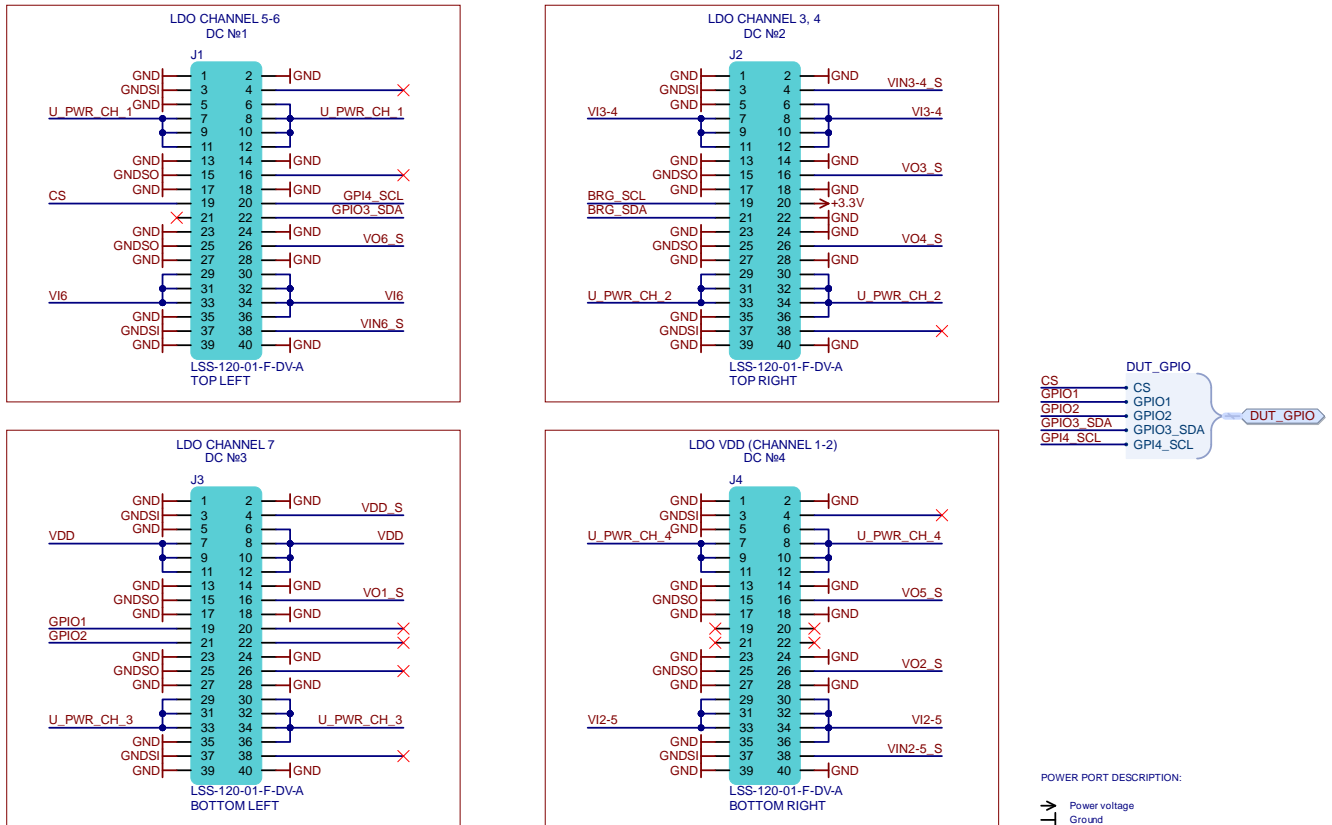 LDO CHANNEL 5-6
DC №1
J1
GND 1 2 GND
GNDSI 3 4
GND 5 6
U_PWR_CH_1 7 8 U_PWR_CH_1
9 10
11 12
GND 13 14 GND
GNDSO 15 16
GND 17 18 GND
CS 19 20 GPI4_SCL
21 22 GPIO3_SDA
GND 23 24 GND
GNDSO 25 26 VO6_S
GND 27 28 GND
29 30
31 32
VI6 33 34 VI6
GND 35 36
GNDSI 37 38 VIN6_S
GND 39 40 GND
LSS-120-01-F-DV-A
TOP LEFT
LDO CHANNEL 3, 4
DC №2
J2
GND 1 2 GND
GNDSI 3 4 VIN3-4_S
GND 5 6
VI3-4 7 8 VI3-4
9 10
11 12
GND 13 14 GND
GNDSO 15 16 VO3_S
GND 17 18 GND
BRG_SCL 19 20 +3.3V
BRG_SDA 21 22 GND
GND 23 24 GND
GNDSO 25 26 VO4_S
GND 27 28 GND
29 30
31 32
U_PWR_CH_2 33 34 U_PWR_CH_2
GND 35 36
GNDSI 37 38
GND 39 40 GND
LSS-120-01-F-DV-A
TOP RIGHT
DUT_GPIO
CS CS
GPIO1 GPIO1
GPIO2 GPIO2 DUT_GPIO
GPIO3_SDA GPIO3_SDA
GPI4_SCL GPI4_SCL
LDO CHANNEL 7
DC №3
J3
GND 1 2 GND
GNDSI 3 4 VDD_S
GND 5 6
VDD 7 8 VDD
9 10
11 12
GND 13 14 GND
GNDSO 15 16 VO1_S
GND 17 18 GND
GPIO1 19 20
GPIO2 21 22
GND 23 24 GND
GNDSO 25 26
GND 27 28 GND
29 30
31 32
U_PWR_CH_3 33 34 U_PWR_CH_3
GND 35 36
GNDSI 37 38
GND 39 40 GND
LSS-120-01-F-DV-A
BOTTOM LEFT
LDO VDD (CHANNEL 1-2)
DC №4
J4
GND 1 2 GND
GNDSI 3 4
GND 5 6
U_PWR_CH_4 7 8 U_PWR_CH_4
9 10
11 12
GND 13 14 GND
GNDSO 15 16 VO5_S
GND 17 18 GND
19 20
21 22
GND 23 24 GND
GNDSO 25 26 VO2_S
GND 27 28 GND
29 30
31 32
VI2-5 33 34 VI2-5
GND 35 36
GNDSI 37 38 VIN2-5_S
GND 39 40 GND
LSS-120-01-F-DV-A
BOTTOM RIGHT
POWER PORT DESCRIPTION:
Power voltage
Ground